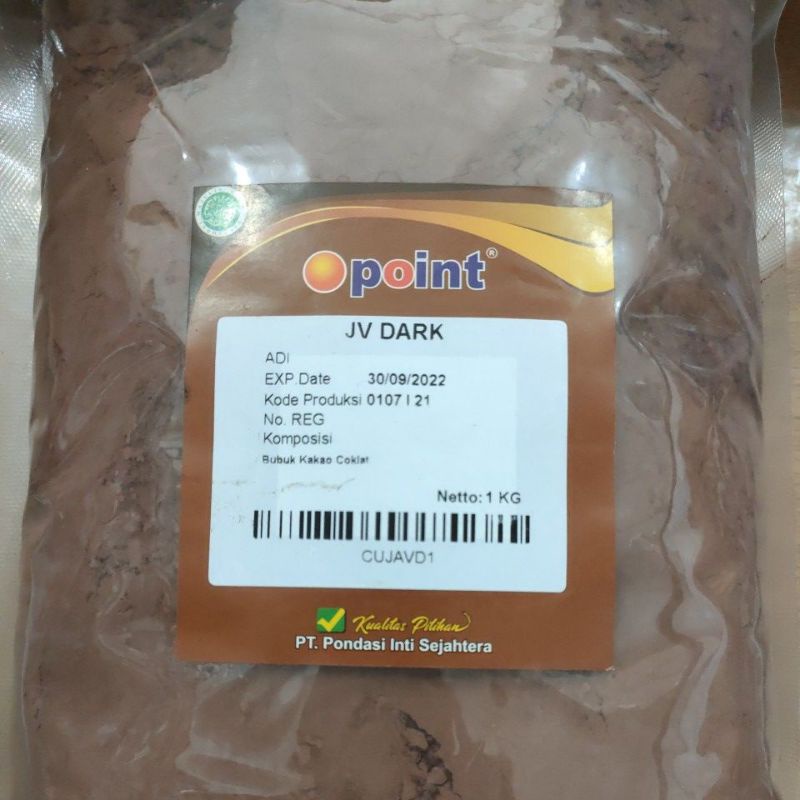 point®
JV DARK
ADI
EXP.Date 30/09/2022
Kode Produksi 0107 I 21
No. REG
Komposisi
Bubuk Kakao Coklat
Netto: 1 KG
CUJAVD1
Kualitas Pilihan
PT. Pondasi Inti Sejahtera